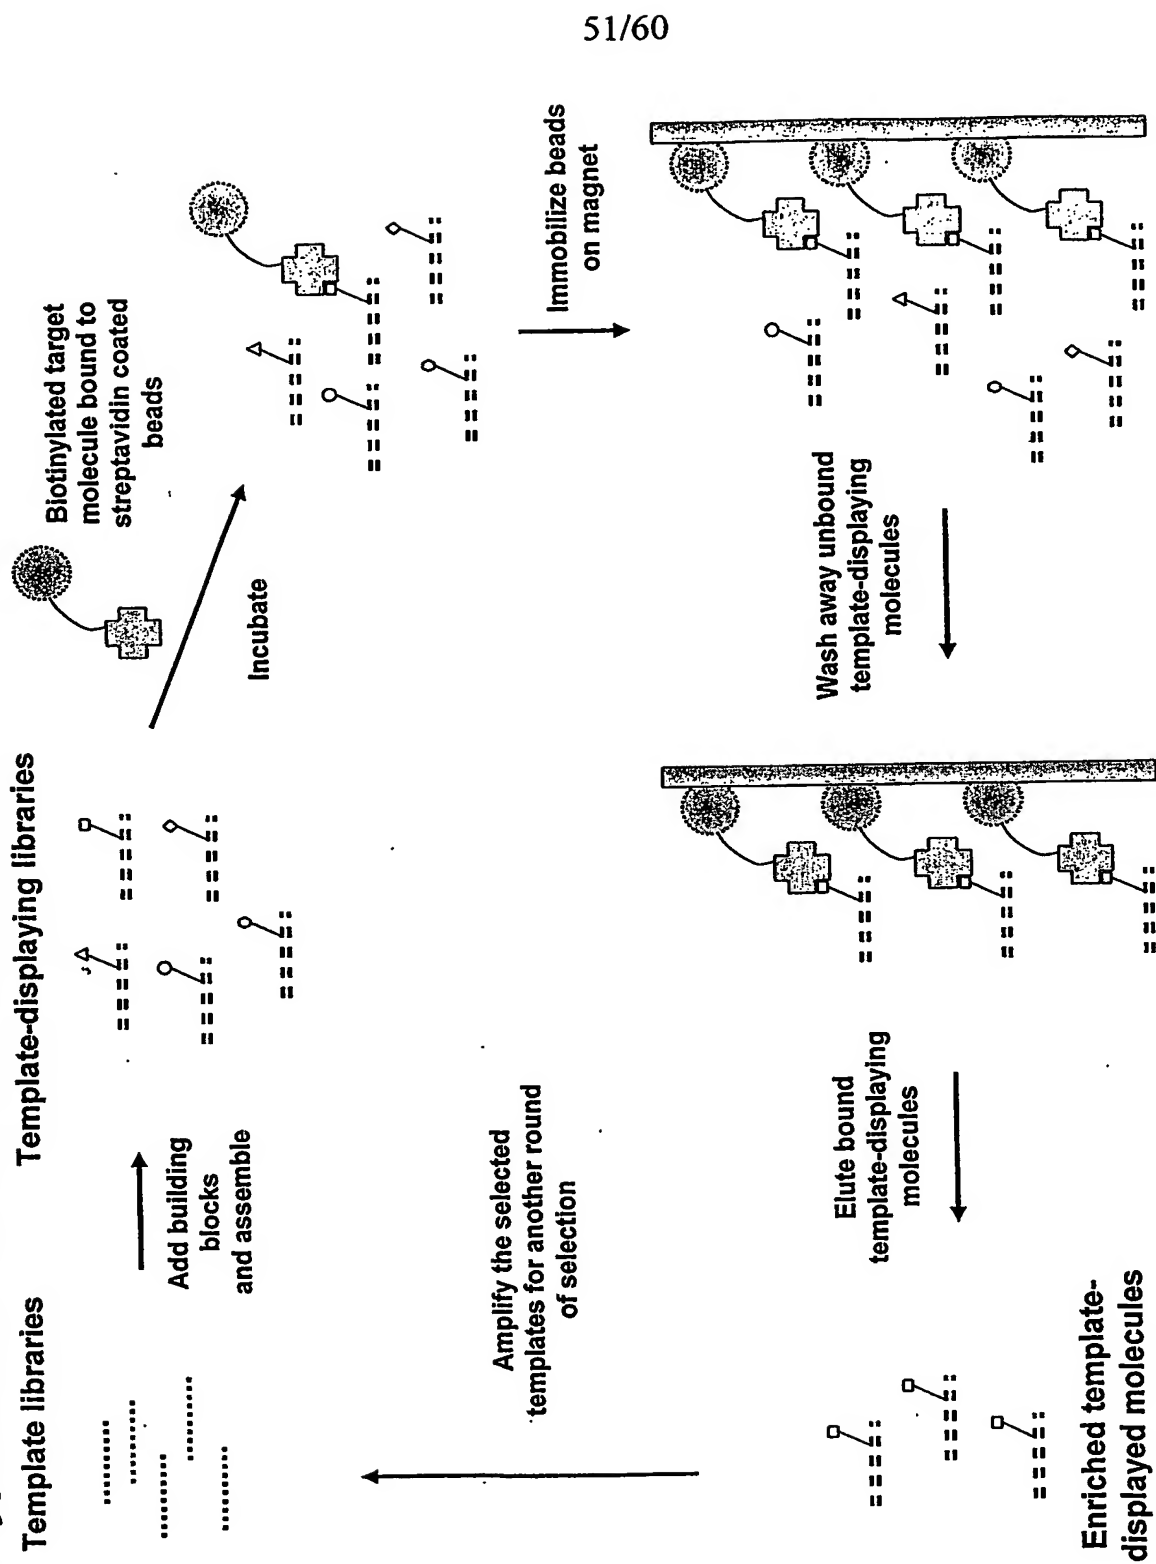 51/60
Template libraries
Add building
blocks
and assemble
Template-displaying libraries
Incubate
Biotinylated target
molecule bound to
streptavidin coated
beads
Immobilize beads
on magnet
Wash away unbound
template-displaying
molecules
Elute bound
template-displaying
molecules
Enriched template-
displayed molecules
Amplify the selected
templates for another round
of selection